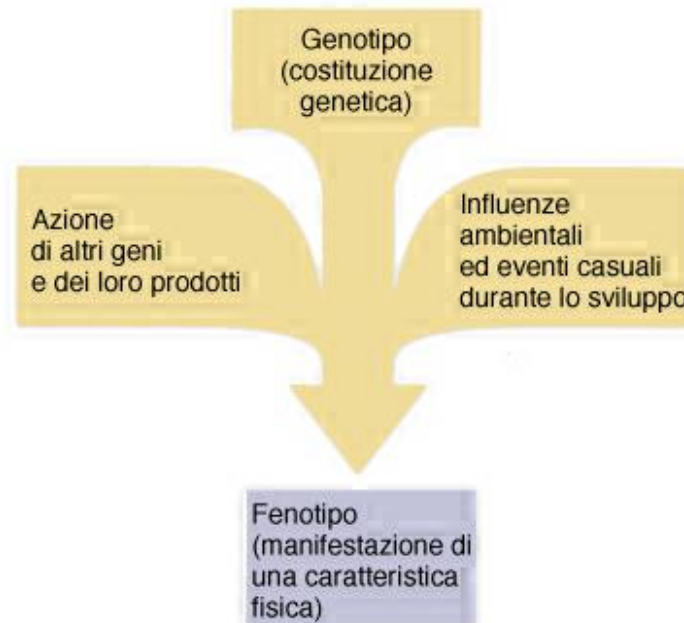 Genotipo
(costituzione
genetica)
Azione
di altri geni
e dei loro prodotti
Influenze
ambientali
ed eventi casuali
durante lo sviluppo
Fenotipo
(manifestazione di
una caratteristica
fisica)